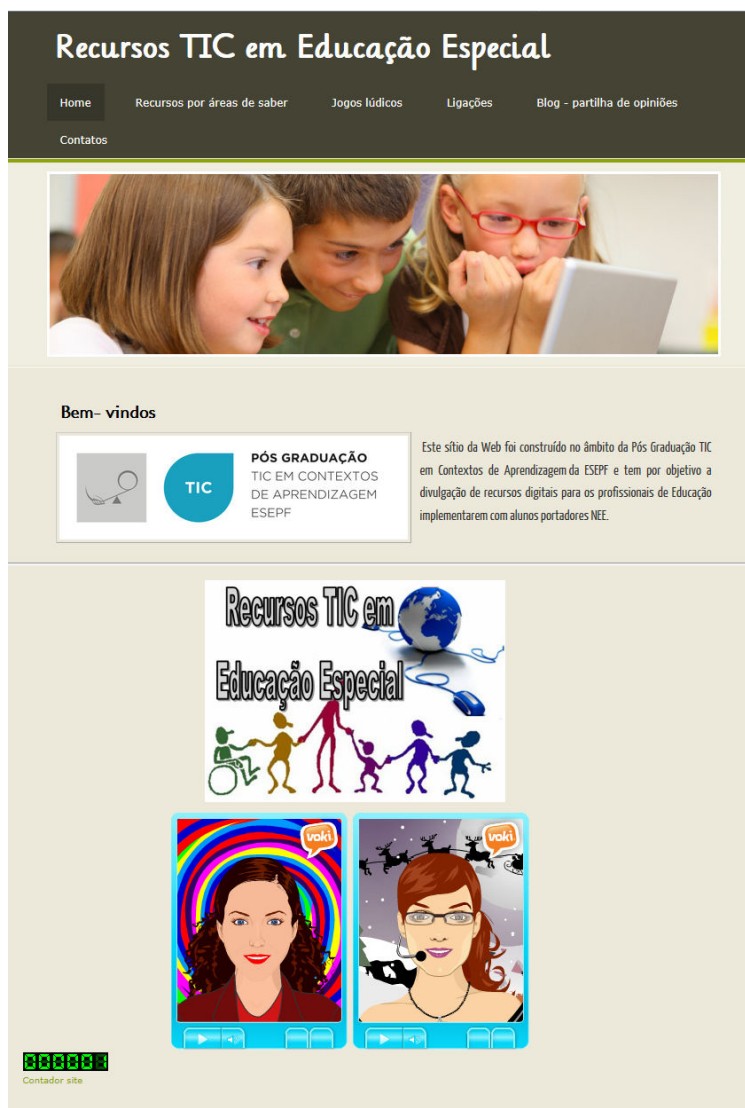 Recursos TIC em Educação Especial
Home Recursos por áreas de saber Jogos lúdicos Ligações Blog - partilha de opiniões
Contatos
Bem- vindos
TIC
PÓS GRADUAÇÃO
TIC EM CONTEXTOS
DE APRENDIZAGEM
ESEPF
Este sítio da Web foi construído no âmbito da Pós Graduação TIC
em Contextos de Aprendizagem da ESEPF e tem por objetivo a
divulgação de recursos digitais para os profissionais de Educação
implementarem com alunos portadores NEE.
Recursos TIC em
Educação Especial
voki voki
000001
Contador site